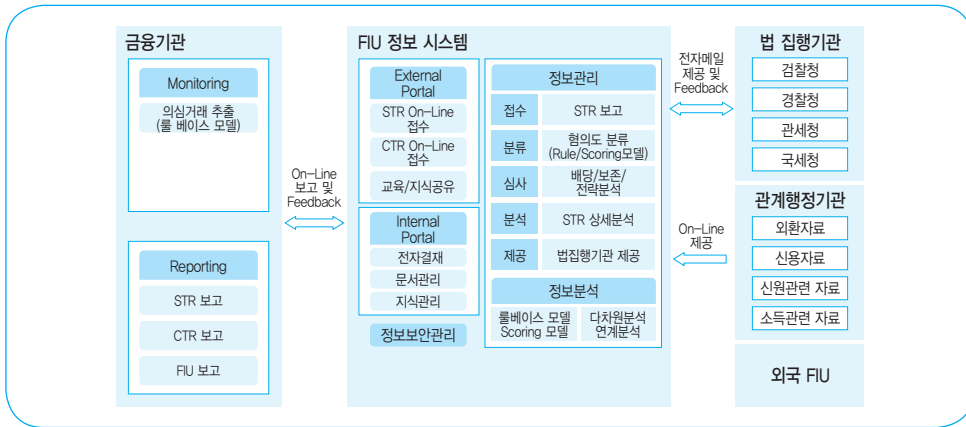 금융기관
Monitoring
의심거래 추출
(룰 베이스 모델)
Reporting
STR 보고
CTR 보고
FIU 보고
On-Line
보고 및
Feedback
FIU 정보 시스템
External
Portal
STR On-Line
접수
CTR On-Line
접수
교육/지식공유
Internal
Portal
전자결재
문서관리
지식관리
정보보안관리
정보관리
접수
STR 보고
분류
혐의도 분류
(Rule/Scoring모델)
심사
배당/보존/
전략분석
분석
STR 상세분석
제공
법집행기관 제공
정보분석
룰베이스 모델
Scoring 모델
다차원분석
연계분석
전자메일
제공 및
Feedback
On-Line
제공
법 집행기관
검찰청
경찰청
관세청
국세청
관계행정기관
외환자료
신용자료
신원관련 자료
소득관련 자료
외국 FIU